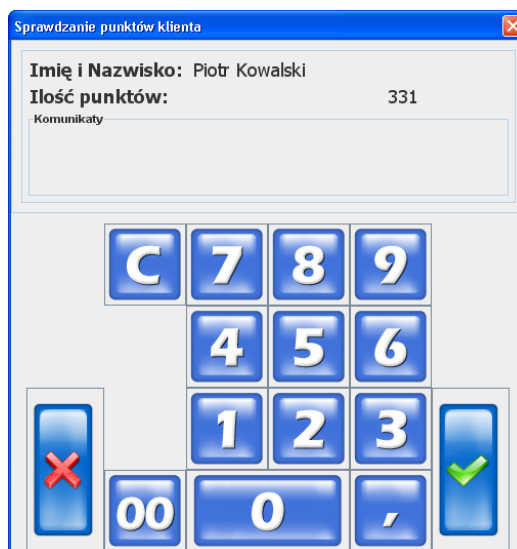 Sprawdzanie punktów klienta
Imię i Nazwisko: Piotr Kowalski
Ilość punktów: 331
Komunikaty
C 7 8 9
4 5 6
1 2 3
00 0 ,